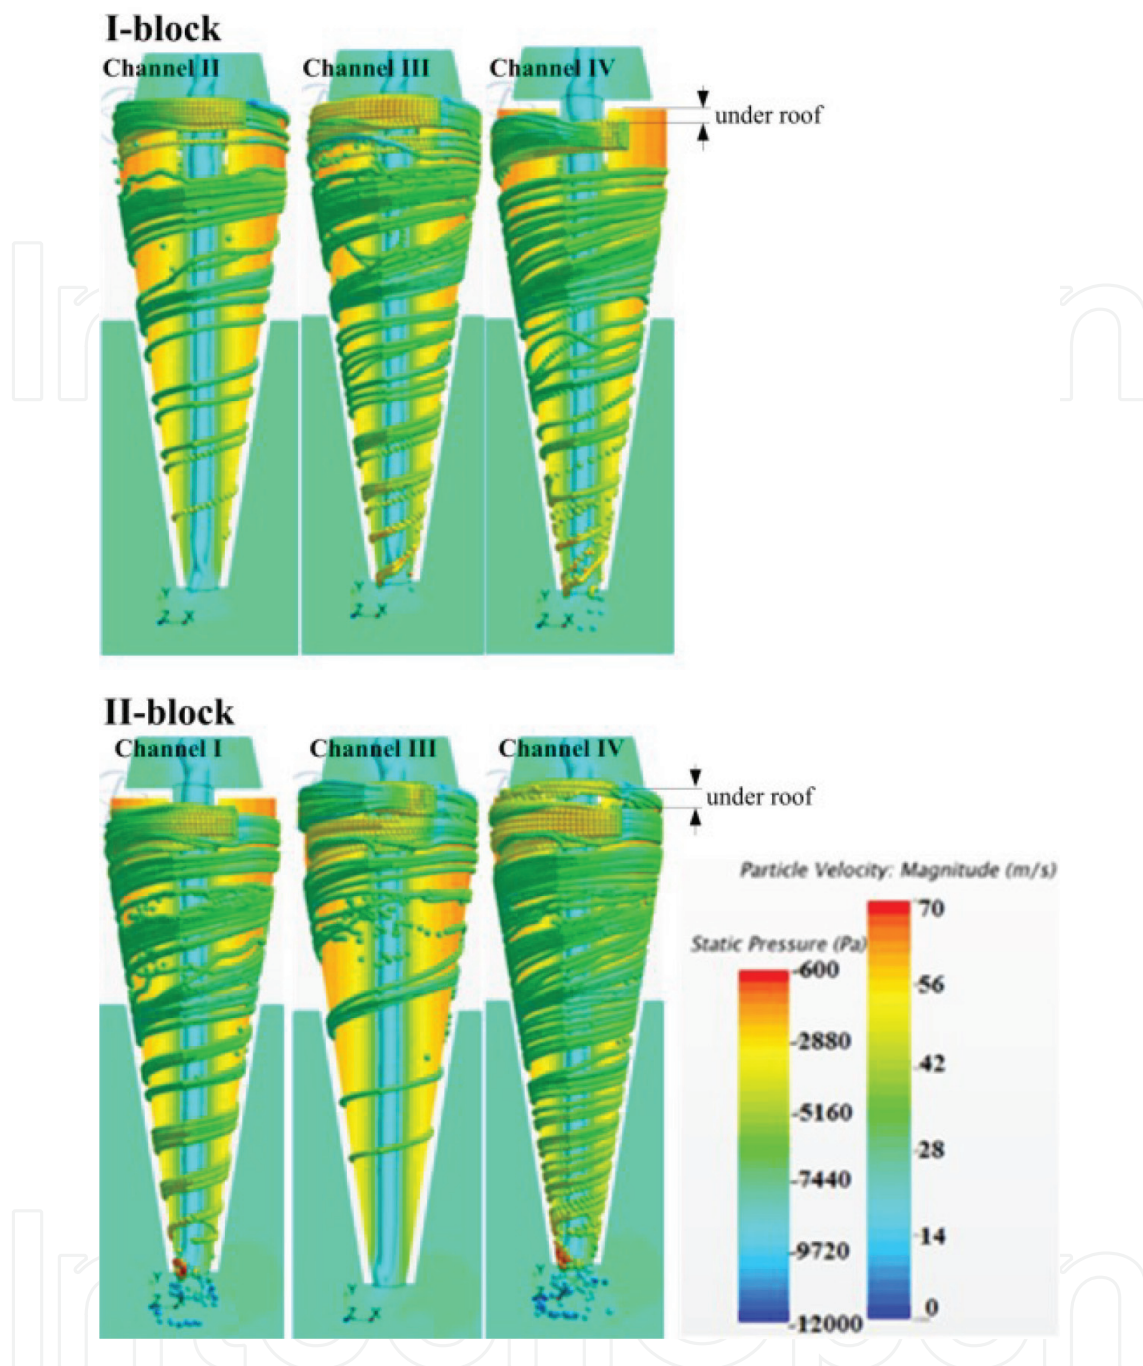 I-block
Channel II
Channel III
Channel IV
under roof
II-block
Channel I
Channel III
Channel IV
under roof
Particle Velocity: Magnitude (m/s)
70
56
42
28
14
0
Static Pressure (Pa)
-600
-2880
-5160
-7440
-9720
-12000
Y
Z
X
Y
Z
X
Y
Z
X
Y
Z
X
Y
Z
X